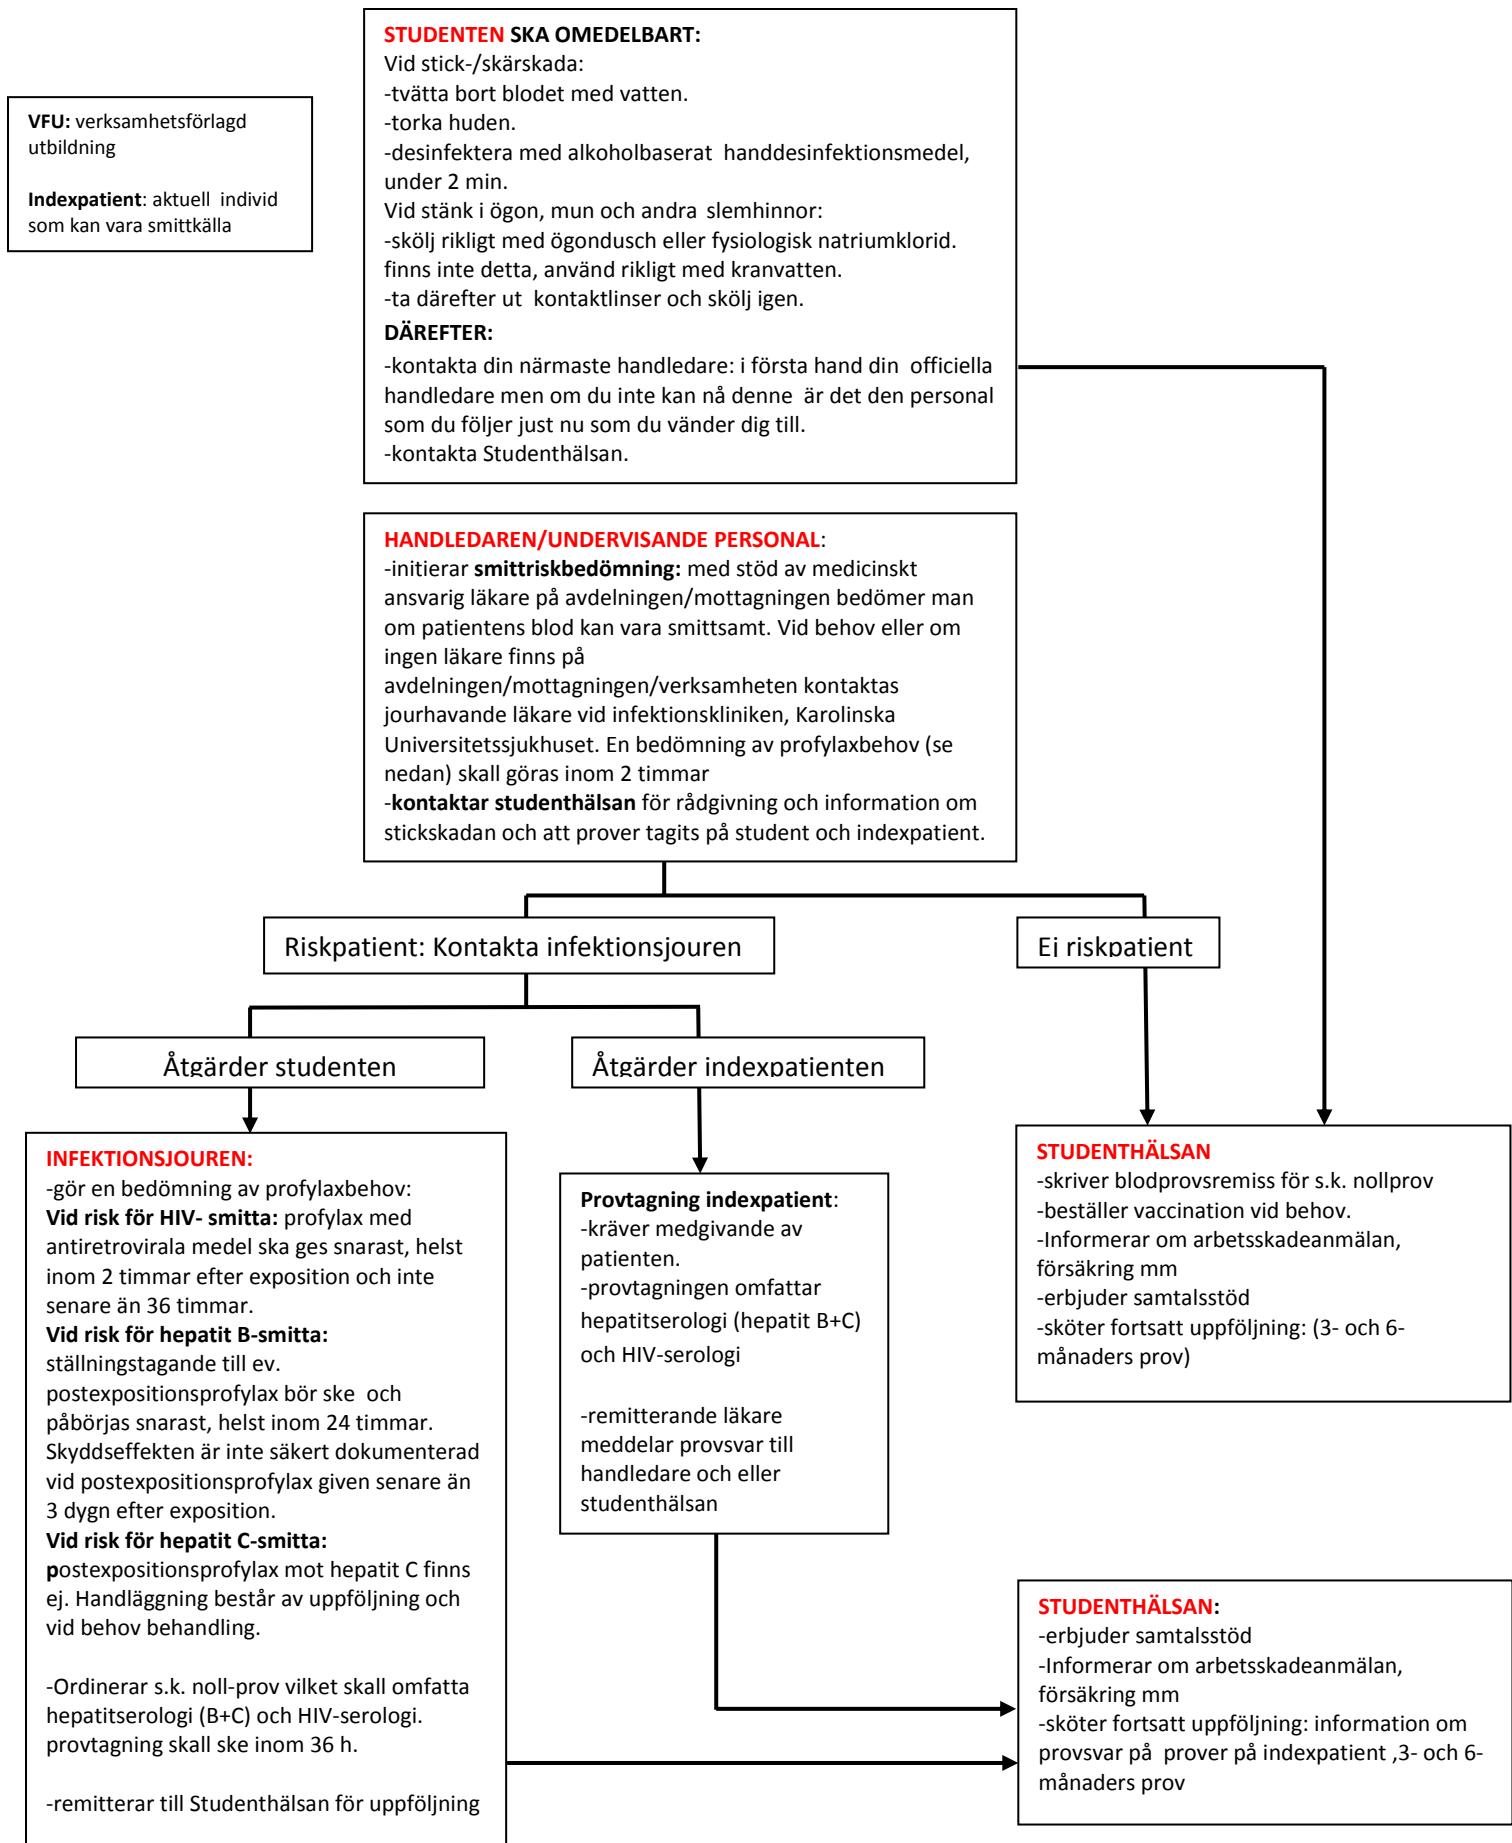 STUDENTEN SKA OMEDELBART:
Vid stick-/skärskada:
-tvätta bort blodet med vatten.
-torka huden.
-desinfektera med alkoholbaserat handdesinfektionsmedel,
under 2 min.
Vid stänk i ögon, mun och andra slemhinnor:
-skölj rikligt med ögondusch eller fysiologisk natriumklorid.
finns inte detta, använd rikligt med kranvatten.
-ta därefter ut kontaktlinser och skölj igen.
DÄREFTER:
-kontakta din närmaste handledare: i första hand din officiella
handledare men om du inte kan nå denne är det den personal
som du följer just nu som du vänder dig till.
-kontakta Studenthälsan.
VFU: verksamhetsförlagd
utbildning
Indexpatient: aktuell individ
som kan vara smittkälla
HANDLEDAREN/UNDERVISANDE PERSONAL:
-initierar smittriskbedömning: med stöd av medicinskt
ansvarig läkare på avdelningen/mottagningen bedömer man
om patientens blod kan vara smittsamt. Vid behov eller om
ingen läkare finns på
avdelningen/mottagningen/verksamheten kontaktas
jourhavande läkare vid infektionskliniken, Karolinska
Universitetssjukhuset. En bedömning av profylaxbehov (se
nedan) skall göras inom 2 timmar
-kontaktar studenthälsan för rådgivning och information om
stickskadan och att prover tagits på student och indexpatient.
Riskpatient: Kontakta infektionsjouren
Ej riskpatient
Åtgärder studenten
Åtgärder indexpatienten
INFEKTIONSJOUREN:
-gör en bedömning av profylaxbehov:
Vid risk för HIV- smitta: profylax med
antiretrovirala medel ska ges snarast, helst
inom 2 timmar efter exposition och inte
senare än 36 timmar.
Vid risk för hepatit B-smitta:
ställningstagande till ev.
postexpositionsprofylax bör ske och
påbörjas snarast, helst inom 24 timmar.
Skyddseffekten är inte säkert dokumenterad
vid postexpositionsprofylax given senare än
3 dygn efter exposition.
Vid risk för hepatit C-smitta:
postexpositionsprofylax mot hepatit C finns
ej. Handläggning består av uppföljning och
vid behov behandling.
-Ordinerar s.k. noll-prov vilket skall omfatta
hepatitserologi (B+C) och HIV-serologi.
provtagning skall ske inom 36 h.
-remitterar till Studenthälsan för uppföljning
Provtagning indexpatient:
-kräver medgivande av
patienten.
-provtagningen omfattar
hepatitserologi (hepatit B+C)
och HIV-serologi
-remitterande läkare
meddelar provsvar till
handledare och eller
studenthälsan
STUDENTHÄLSAN
-skriver blodprovsremiss för s.k. nollprov
-beställer vaccination vid behov.
-Informerar om arbetsskadeanmälan,
försäkring mm
-erbjuder samtalsstöd
-sköter fortsatt uppföljning: (3- och 6-
månaders prov)
STUDENTHÄLSAN:
-erbjuder samtalsstöd
-Informerar om arbetsskadeanmälan,
försäkring mm
-sköter fortsatt uppföljning: information om
provsvar på prover på indexpatient ,3- och 6-
månaders prov